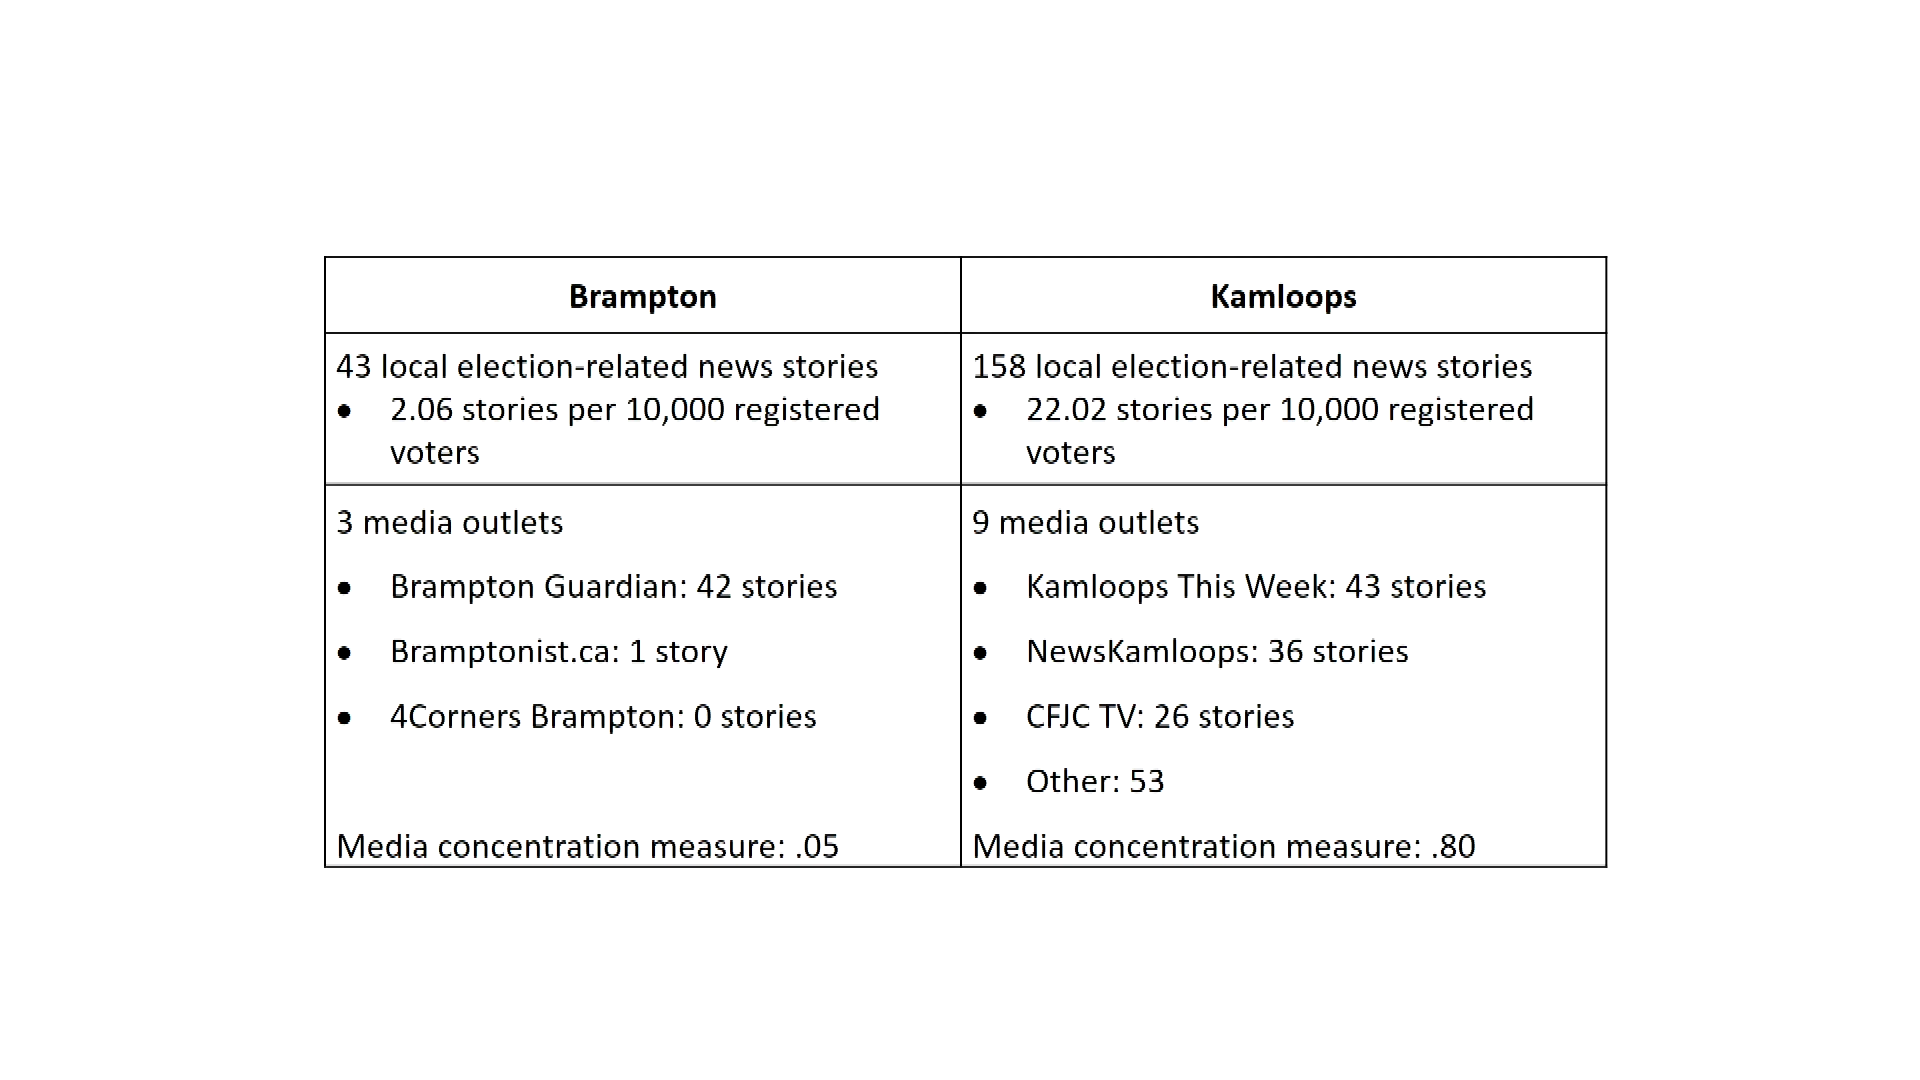 Brampton
Kamloops
43 local election-related news stories
• 2.06 stories per 10,000 registered
voters
158 local election-related news stories
• 22.02 stories per 10,000 registered
voters
3 media outlets
• Brampton Guardian: 42 stories
• Bramptonist.ca: 1 story
• 4Corners Brampton: 0 stories
Media concentration measure: .05
9 media outlets
• Kamloops This Week: 43 stories
• NewsKamloops: 36 stories
• CFJC TV: 26 stories
• Other: 53
Media concentration measure: .80